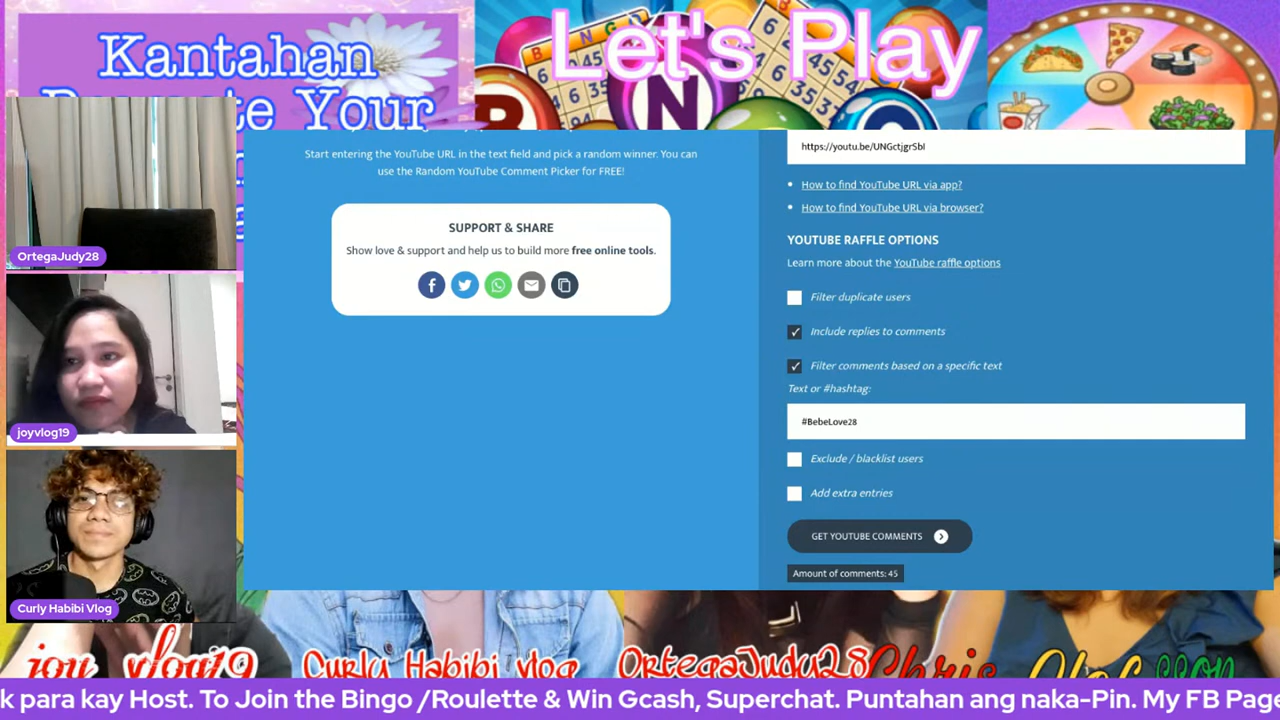 Kantahan
Let's Play
Your
B I N G O
N
OrtegaJudy28
joyvlog19
Curly Habibi Vlog
Start entering the YouTube URL in the text field and pick a random winner. You can
use the Random YouTube Comment Picker for FREE!
SUPPORT & SHARE
Show love & support and help us to build more free online tools.
https://youtu.be/UNGctjgrSbI
How to find YouTube URL via app?
How to find YouTube URL via browser?
YOUTUBE RAFFLE OPTIONS
Learn more about the YouTube raffle options
Filter duplicate users
Include replies to comments
Filter comments based on a specific text
Text or #hashtag:
#BebeLove28
Exclude / blacklist users
Add extra entries
GET YOUTUBE COMMENTS
Amount of comments: 45
joy vlog19
Curly Habibi vlog
OrtegaJudy28
k para kay Host. To Join the Bingo /Roulette & Win Gcash, Superchat. Puntahan ang naka-Pin. My FB Page